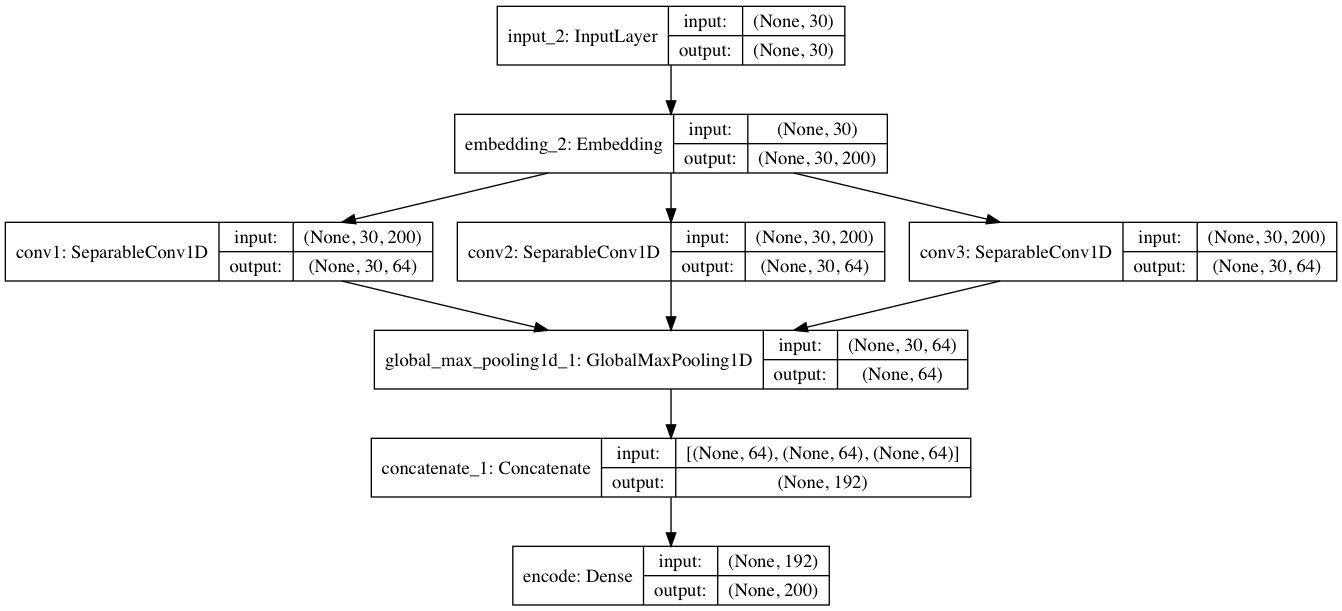 input_2: InputLayer
input: (None, 30)
output: (None, 30)
embedding_2: Embedding
input: (None, 30)
output: (None, 30, 200)
conv1: SeparableConv1D
input: (None, 30, 200)
output: (None, 30, 64)
conv2: SeparableConv1D
input: (None, 30, 200)
output: (None, 30, 64)
conv3: SeparableConv1D
input: (None, 30, 200)
output: (None, 30, 64)
global_max_pooling1d_1: GlobalMaxPooling1D
input: (None, 30, 64)
output: (None, 64)
concatenate_1: Concatenate
input: [(None, 64), (None, 64), (None, 64)]
output: (None, 192)
encode: Dense
input: (None, 192)
output: (None, 200)